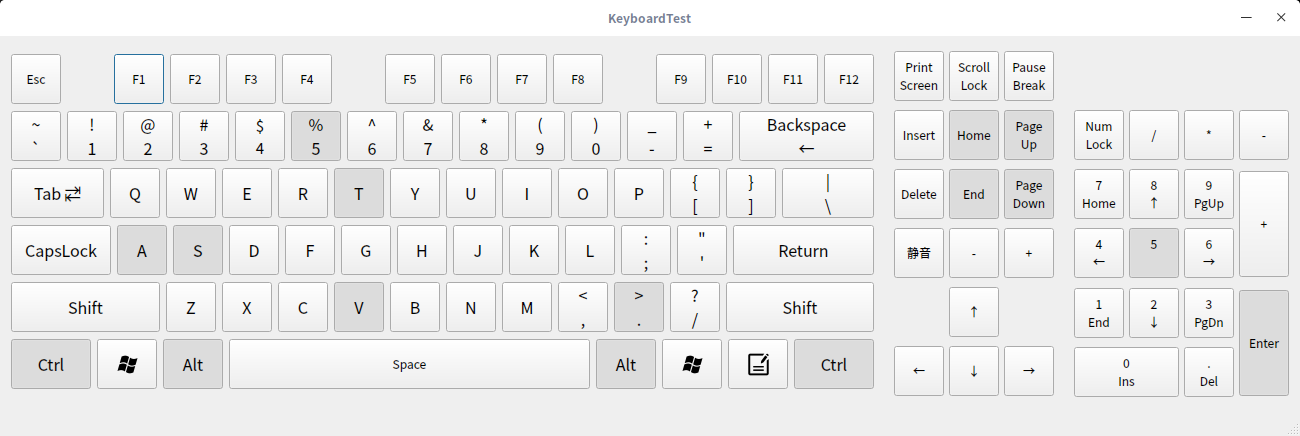 KeyboardTest
Esc F1 F2 F3 F4 F5 F6 F7 F8 F9 F10 F11 F12 Print Screen Scroll Lock Pause Break
~ ` ! 1 @ 2 # 3 $ 4 % 5 ^ 6 & 7 * 8 ( 9 ) 0 _ - + = Backspace ← Insert Home Page Up Num Lock / * -
Tab ⇄ Q W E R T Y U I O P { [ } ] | \ Delete End Page Down 7 Home 8 ↑ 9 PgUp +
CapsLock A S D F G H J K L : ; " ' Return 静音 - + 4 ← 5 6 →
Shift Z X C V B N M < , > . ? / Shift ↑ 1 End 2 ↓ 3 PgDn Enter
Ctrl Alt Space Alt Ctrl ← ↓ → 0 Ins . Del